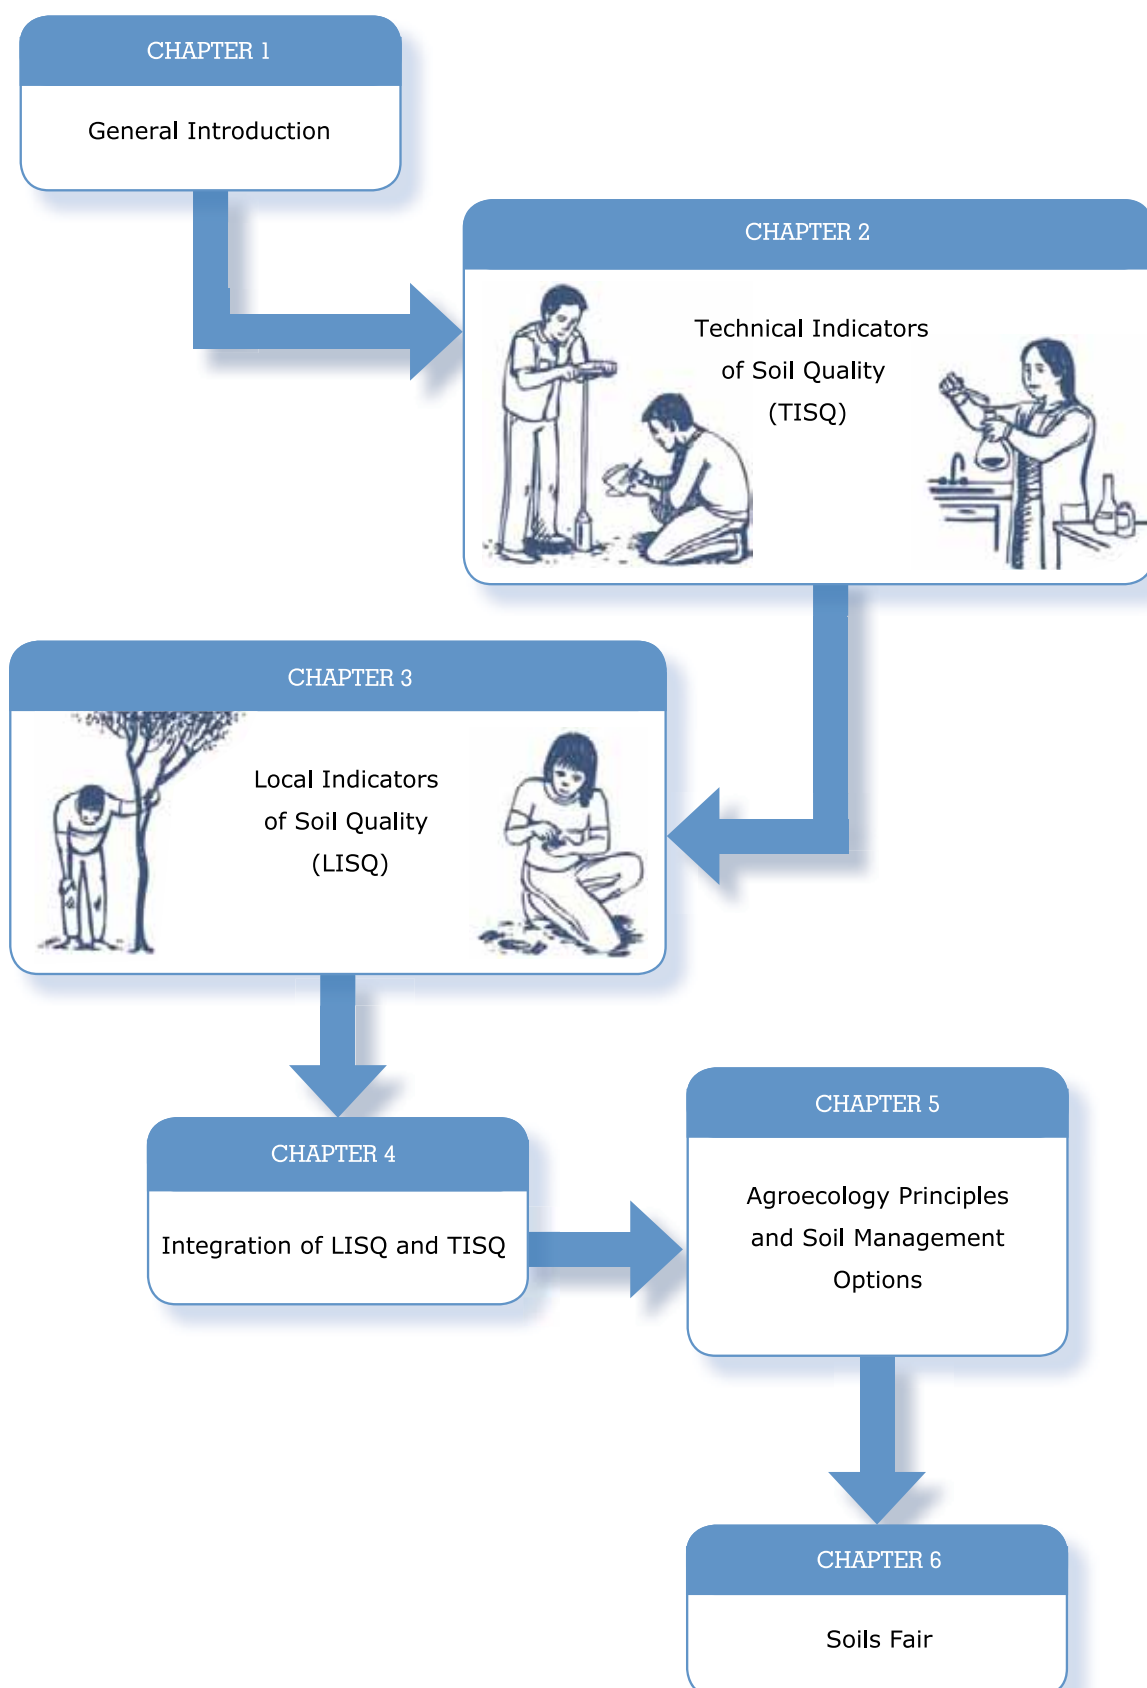 CHAPTER 1
General Introduction
CHAPTER 2
Technical Indicators
of Soil Quality
(TISQ)
CHAPTER 3
Local Indicators
of Soil Quality
(LISQ)
CHAPTER 4
Integration of LISQ and TISQ
CHAPTER 5
Agroecology Principles
and Soil Management
Options
CHAPTER 6
Soils Fair